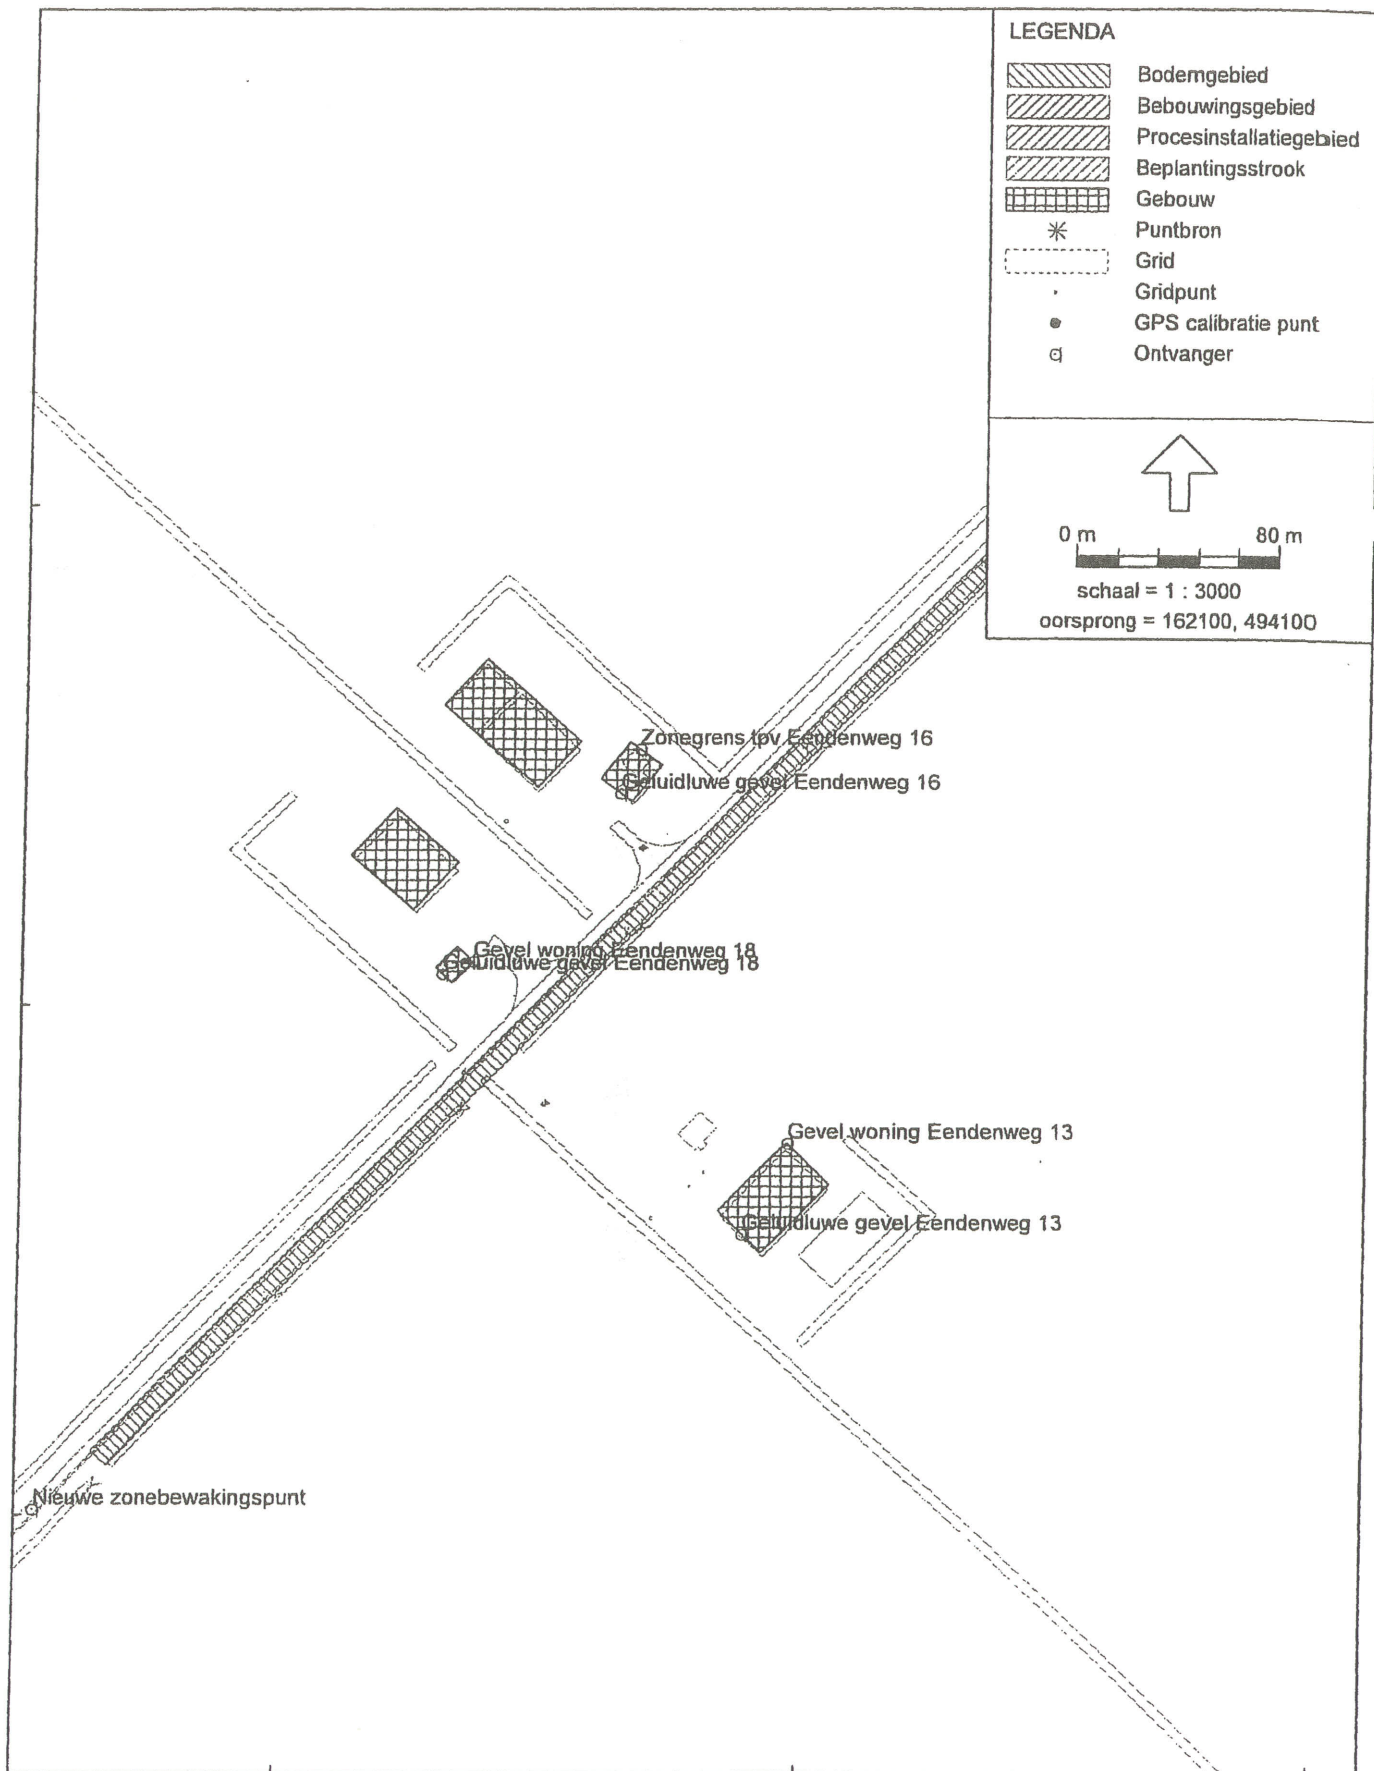 LEGENDA
Bodemgebied
Bebouwingsgebied
Procesinstallatiegebied
Beplantingsstrook
Gebouw
Puntbron
Grid
Gridpunt
GPS calibratie punt
Ontvanger
0 m 80 m
schaal = 1 : 3000
oorsprong = 162100, 494100
Zonegrens tpv Eendenweg 16
Geluidluwe gevel Eendenweg 16
Gevel woning Eendenweg 18
Geluidluwe gevel Eendenweg 18
Gevel woning Eendenweg 13
Geluidluwe gevel Eendenweg 13
Nieuwe zonebewakingspunt